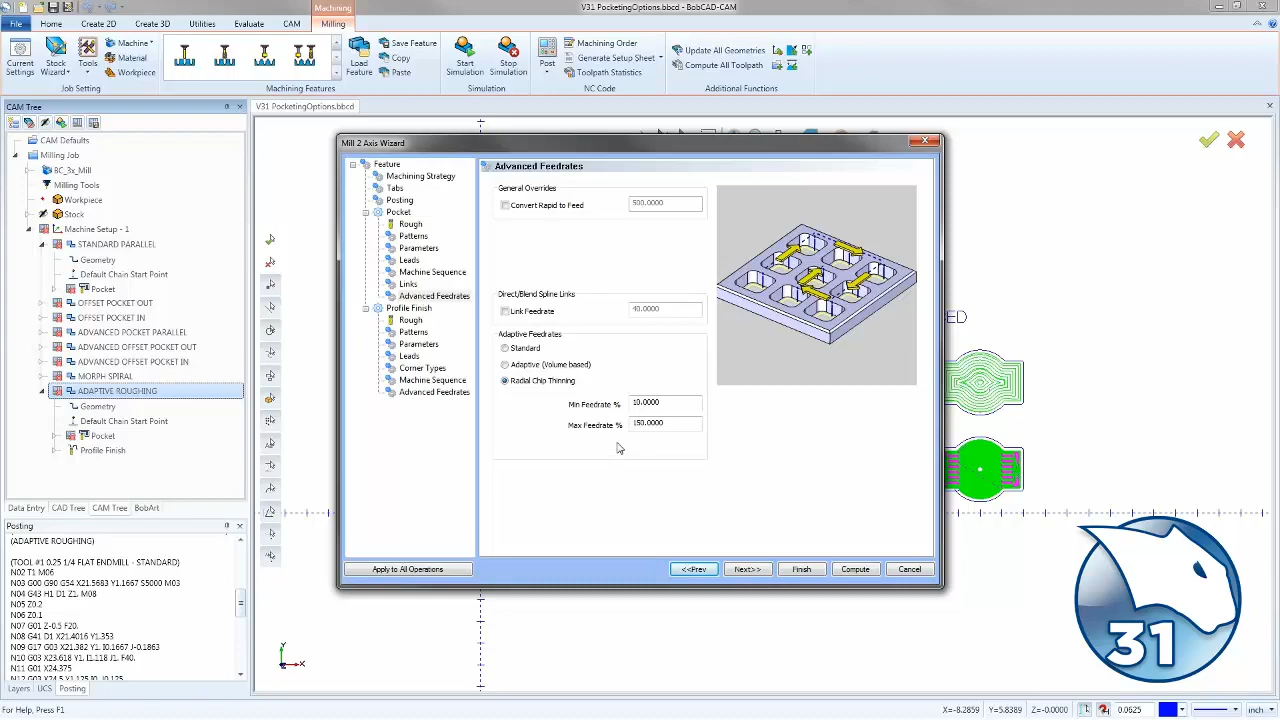 Machining
V31 PocketingOptions.bbcd - BobCAD-CAM
File Home Create 2D Create 3D Utilities Evaluate CAM Milling
Current Settings
Stock Wizard
Tools
Machine
Material
Workpiece
Job Setting
Load Feature
Save Feature
Copy
Paste
Machining Features
Start Simulation
Stop Simulation
Simulation
Post
Machining Order
Generate Setup Sheet
Toolpath Statistics
NC Code
Update All Geometries
Compute All Toolpath
Additional Functions
CAM Tree
V31 PocketingOptions.bbcd
CAM Defaults
Milling Job
BC_3x_Mill
Milling Tools
Workpiece
Stock
Machine Setup - 1
STANDARD PARALLEL
Geometry
Default Chain Start Point
Pocket
OFFSET POCKET OUT
OFFSET POCKET IN
ADVANCED POCKET PARALLEL
ADVANCED OFFSET POCKET OUT
ADVANCED OFFSET POCKET IN
MORPH SPIRAL
ADAPTIVE ROUGHING
Geometry
Default Chain Start Point
Pocket
Profile Finish
Data Entry CAD Tree CAM Tree BobArt
Posting
(ADAPTIVE ROUGHING)
(TOOL #1 0.25 1/4 FLAT ENDMILL - STANDARD)
N02 T1 M06
N03 G00 G90 G54 X21.5683 Y1.1667 S5000 M03
N04 G43 H1 D1 Z1. M08
N05 Z0.2
N06 Z0.1
N07 G01 Z-0.5 F20.
N08 G41 D1 X21.4016 Y1.353
N09 G17 G03 X21.382 Y1. I0.1667 J-0.1863
N10 G03 X23.618 Y1. I1.118 J1. F40.
N11 G01 X24.375
Layers UCS Posting
Mill 2 Axis Wizard
Feature
Machining Strategy
Tabs
Posting
Pocket
Rough
Patterns
Parameters
Leads
Machine Sequence
Links
Advanced Feedrates
Profile Finish
Rough
Patterns
Parameters
Leads
Corner Types
Machine Sequence
Advanced Feedrates
Advanced Feedrates
General Overrides
Convert Rapid to Feed 500.0000
Direct/Blend Spline Links
Link Feedrate 40.0000
Adaptive Feedrates
Standard
Adaptive (Volume based)
Radial Chip Thinning
Min Feedrate % 10.0000
Max Feedrate % 150.0000
Apply to All Operations <<Prev Next>> Finish Compute Cancel
ED
Y
X
31
For Help, Press F1 X=-8.2859 Y=5.8389 Z=-0.0000 0.0625 inch